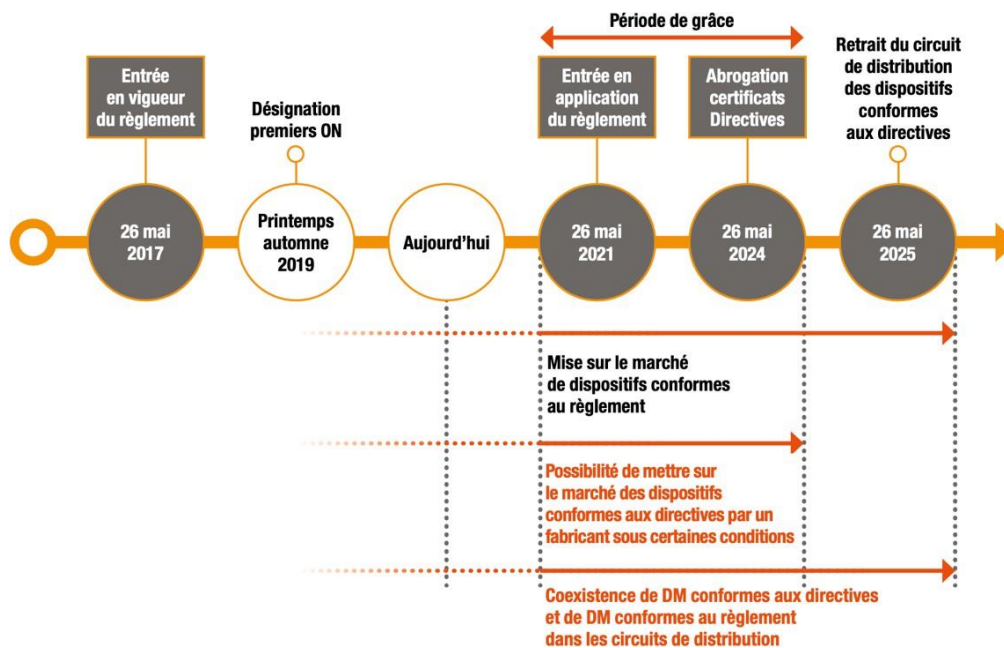 Période de grâce
Entrée
en vigueur
du règlement
Désignation
premiers ON
Entrée en
application
du règlement
Abrogation
certificats
Directives
Retrait du circuit
de distribution
des dispositifs
conformes
aux directives
26 mai
2017
Printemps
automne
2019
Aujourd’hui
26 mai
2021
26 mai
2024
26 mai
2025
Mise sur le marché
de dispositifs conformes
au règlement
Possibilité de mettre sur
le marché des dispositifs
conformes aux directives par un
fabricant sous certaines conditions
Coexistence de DM conformes aux directives
et de DM conformes au règlement
dans les circuits de distribution